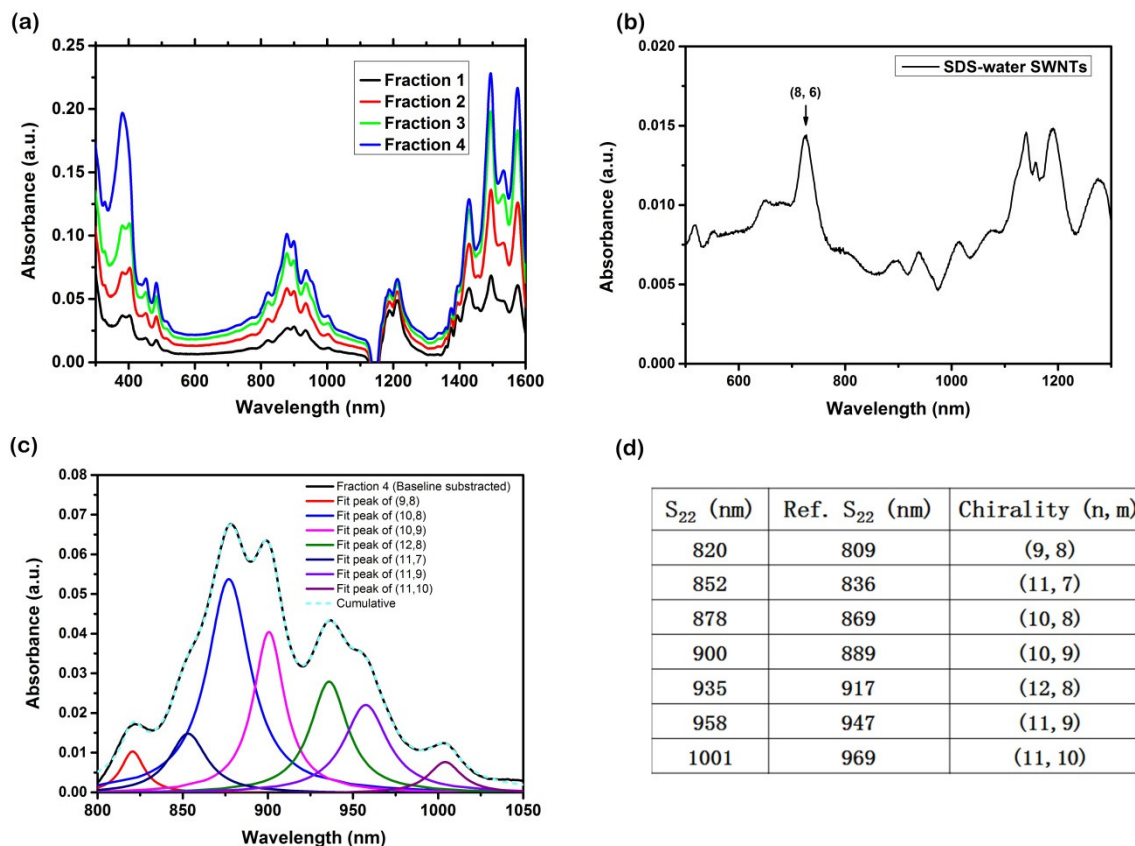 (a)
0.25
0.20
0.15
0.10
0.05
0.00
Absorbance (a.u.)
Fraction 1
Fraction 2
Fraction 3
Fraction 4
400 600 800 1000 1200 1400 1600
Wavelength (nm)
(b)
0.020
0.015
0.010
0.005
0.000
Absorbance (a.u.)
SDS-water SWNTs
(8, 6)
600 800 1000 1200
Wavelength (nm)
(c)
0.08
0.07
0.06
0.05
0.04
0.03
0.02
0.01
0.00
Absorbance (a.u.)
Fraction 4 (Baseline substracted)
Fit peak of (9,8)
Fit peak of (10,8)
Fit peak of (10,9)
Fit peak of (12,8)
Fit peak of (11,7)
Fit peak of (11,9)
Fit peak of (11,10)
Cumulative
800 850 900 950 1000 1050
Wavelength (nm)
(d)
S₂₂ (nm) Ref. S₂₂ (nm) Chirality (n,m)
820 809 (9,8)
852 836 (11,7)
878 869 (10,8)
900 889 (10,9)
935 917 (12,8)
958 947 (11,9)
1001 969 (11,10)